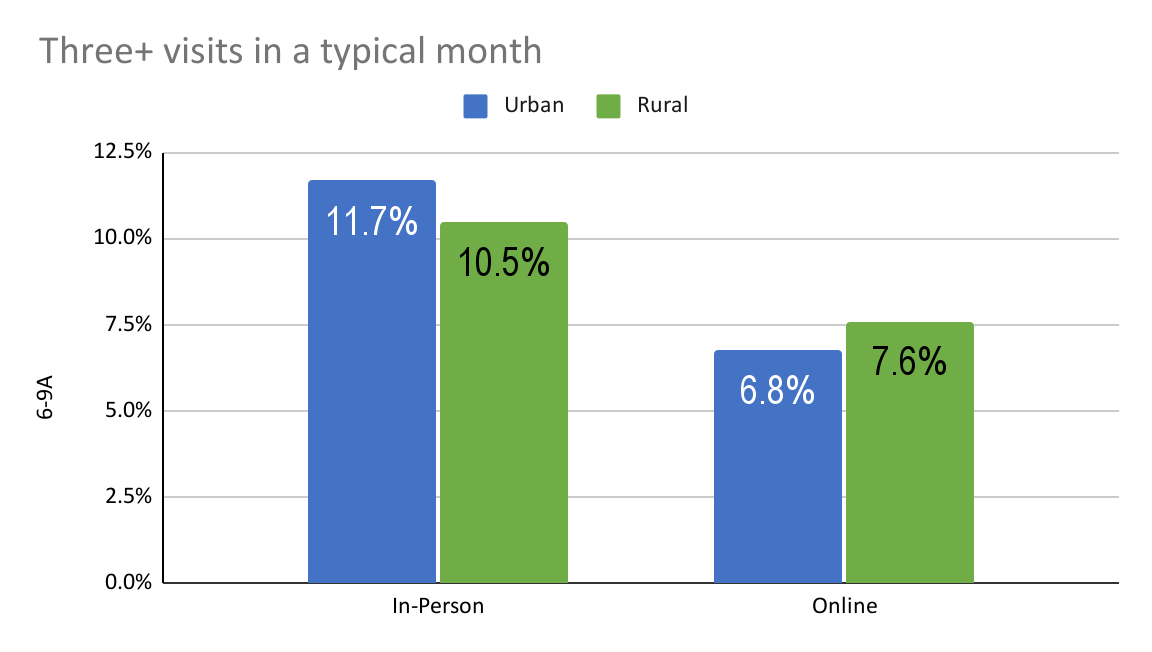 Three+ visits in a typical month
Urban Rural
12.5%
10.0%
7.5%
5.0%
2.5%
0.0%
6-9A
11.7%
10.5%
6.8%
7.6%
In-Person Online